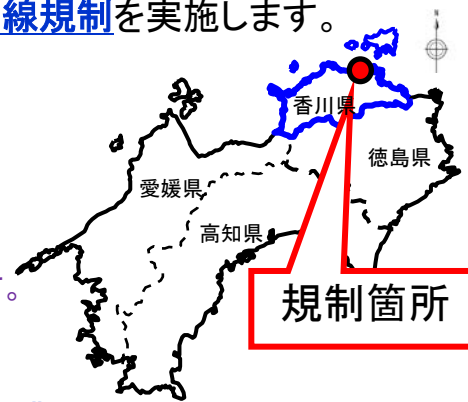 線規制を実施します。
香川県
徳島県
愛媛県
高知県
。
規制箇所